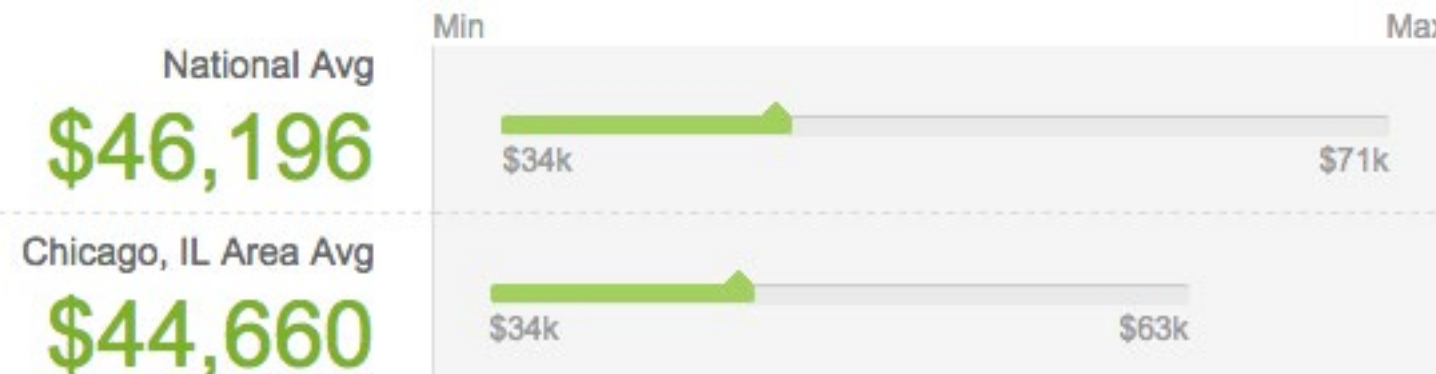 Min Max
National Avg
$46,196
$34k $71k
Chicago, IL Area Avg
$44,660
$34k $63k